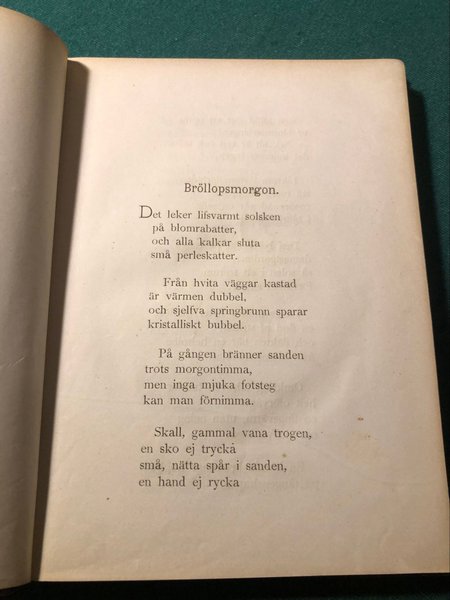 Bröllopsmorgon.
Det leker lifsvarmt solsken
på blomrabatter,
och alla kalkar sluta
små perleskatter.
Från hvita väggar kastad
är värmen dubbel,
och sjelfva springbrunn sparar
kristalliskt bubbel.
På gången bränner sanden
trots morgontimma,
men inga mjuka fotsteg
kan man förnimma.
Skall, gammal vana trogen,
en sko ej trycka
små, nätta spår i sanden,
en hand ej rycka